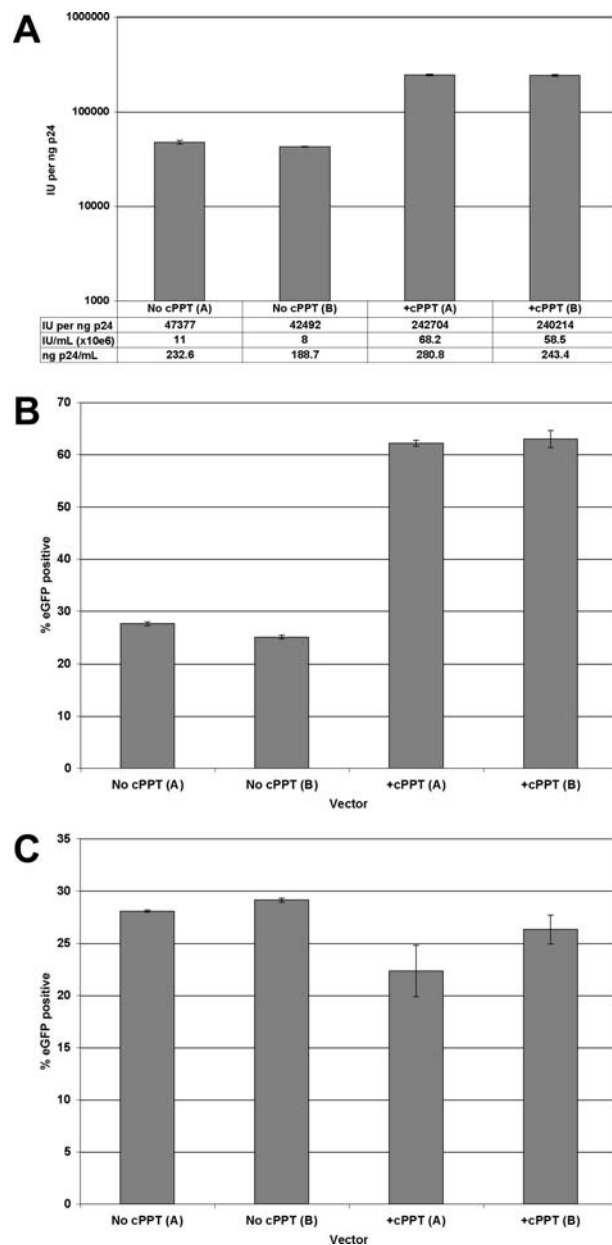 A
1000000
100000
10000
1000
IU per ng p24
No cPPT (A) No cPPT (B) +cPPT (A) +cPPT (B)
IU per ng p24 47377 42492 242704 240214
IU/mL (x10e6) 11 8 68.2 58.5
ng p24/mL 232.6 188.7 280.8 243.4
B
70
60
50
40
30
20
10
0
% eGFP positive
No cPPT (A) No cPPT (B) +cPPT (A) +cPPT (B)
Vector
C
35
30
25
20
15
10
5
0
% eGFP positive
No cPPT (A) No cPPT (B) +cPPT (A) +cPPT (B)
Vector